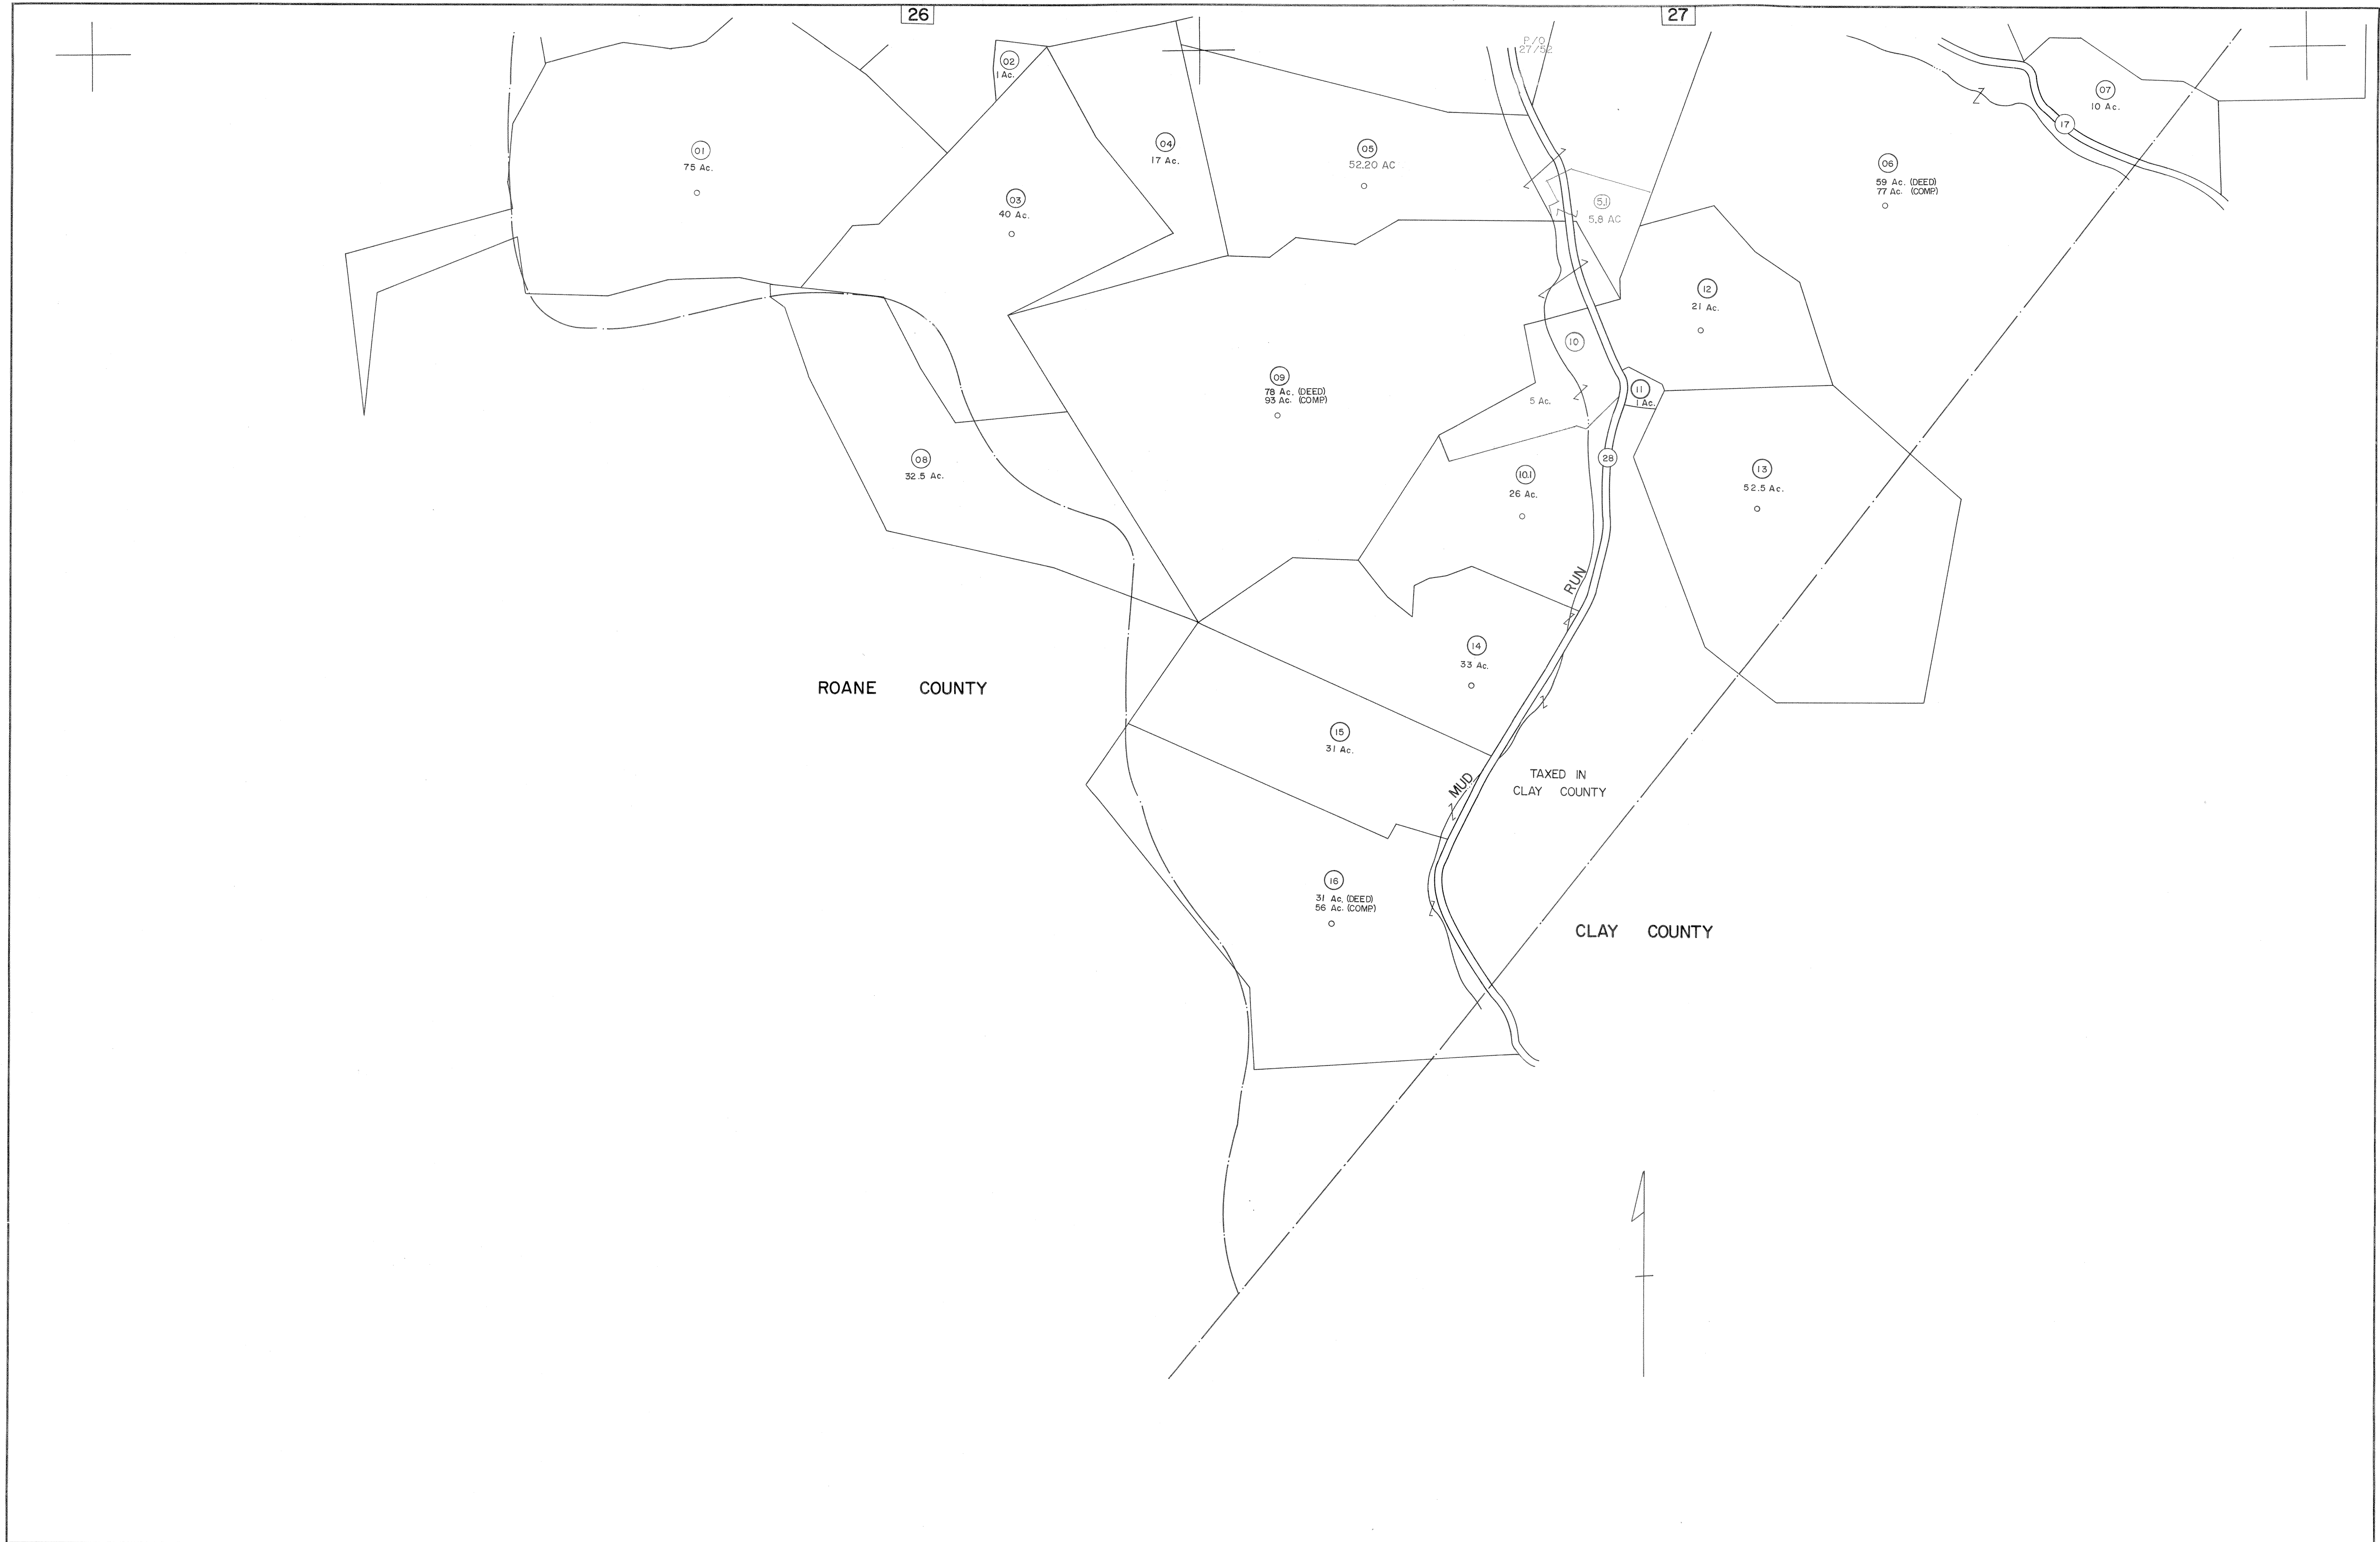 26
27
P/O
27/52
02
1 Ac.
07
10 Ac.
17
01
75 Ac.
04
17 Ac.
05
52.20 AC
06
59 Ac. (DEED)
77 Ac. (COMP.)
03
40 Ac.
5.1
5.8 AC
12
21 Ac.
10
5 Ac.
09
78 Ac. (DEED)
93 Ac. (COMP.)
11
1 Ac.
08
32.5 Ac.
28
10.1
26 Ac.
13
52.5 Ac.
RUN
14
33 Ac.
ROANE COUNTY
15
31 Ac.
MUD
TAXED IN
CLAY COUNTY
16
31 Ac. (DEED)
56 Ac. (COMP.)
CLAY COUNTY